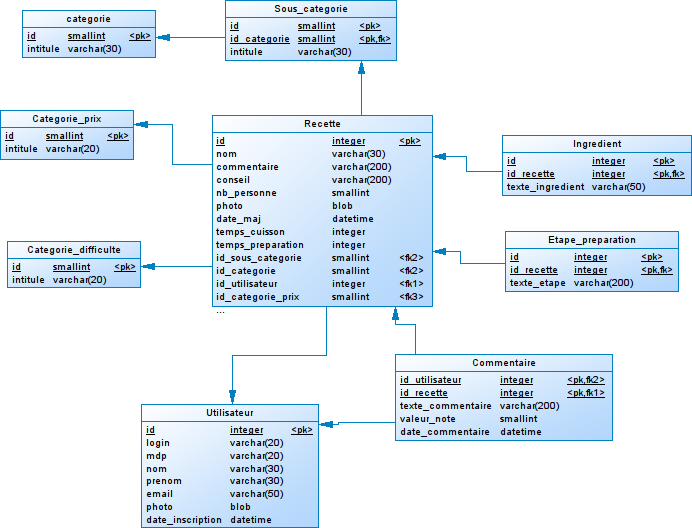 categorie
id smallint <pk>
intitule varchar(30)
Sous_categorie
id smallint <pk>
id_categorie smallint <pk,fk>
intitule varchar(30)
Categorie_prix
id smallint <pk>
intitule varchar(20)
Recette
id integer <pk>
nom varchar(30)
commentaire varchar(200)
conseil varchar(200)
nb_personne smallint
photo blob
date_maj datetime
temps_cuisson integer
temps_preparation integer
id_sous_categorie smallint <fk2>
id_categorie smallint <fk2>
id_utilisateur integer <fk1>
id_categorie_prix smallint <fk3>
...
Ingredient
id integer <pk>
id_recette integer <pk,fk>
texte_ingredient varchar(50)
Categorie_difficulte
id smallint <pk>
intitule varchar(20)
Etape_preparation
id integer <pk>
id_recette integer <pk,fk>
texte_etape varchar(200)
Commentaire
id_utilisateur integer <pk,fk2>
id_recette integer <pk,fk1>
texte_commentaire varchar(200)
valeur_note smallint
date_commentaire datetime
Utilisateur
id integer <pk>
login varchar(20)
mdp varchar(20)
nom varchar(30)
prenom varchar(30)
email varchar(50)
photo blob
date_inscription datetime